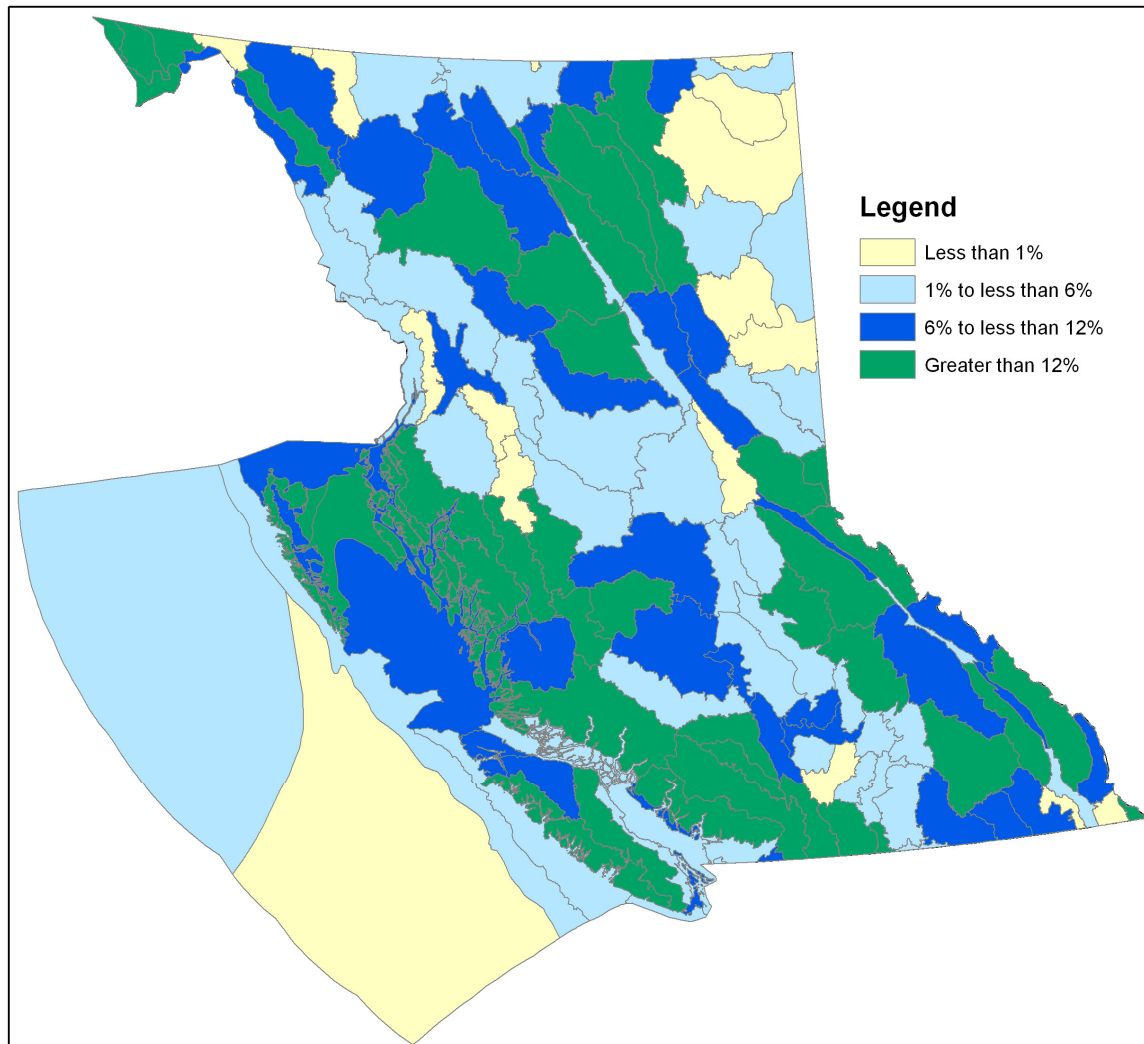 Legend
Less than 1%
1% to less than 6%
6% to less than 12%
Greater than 12%